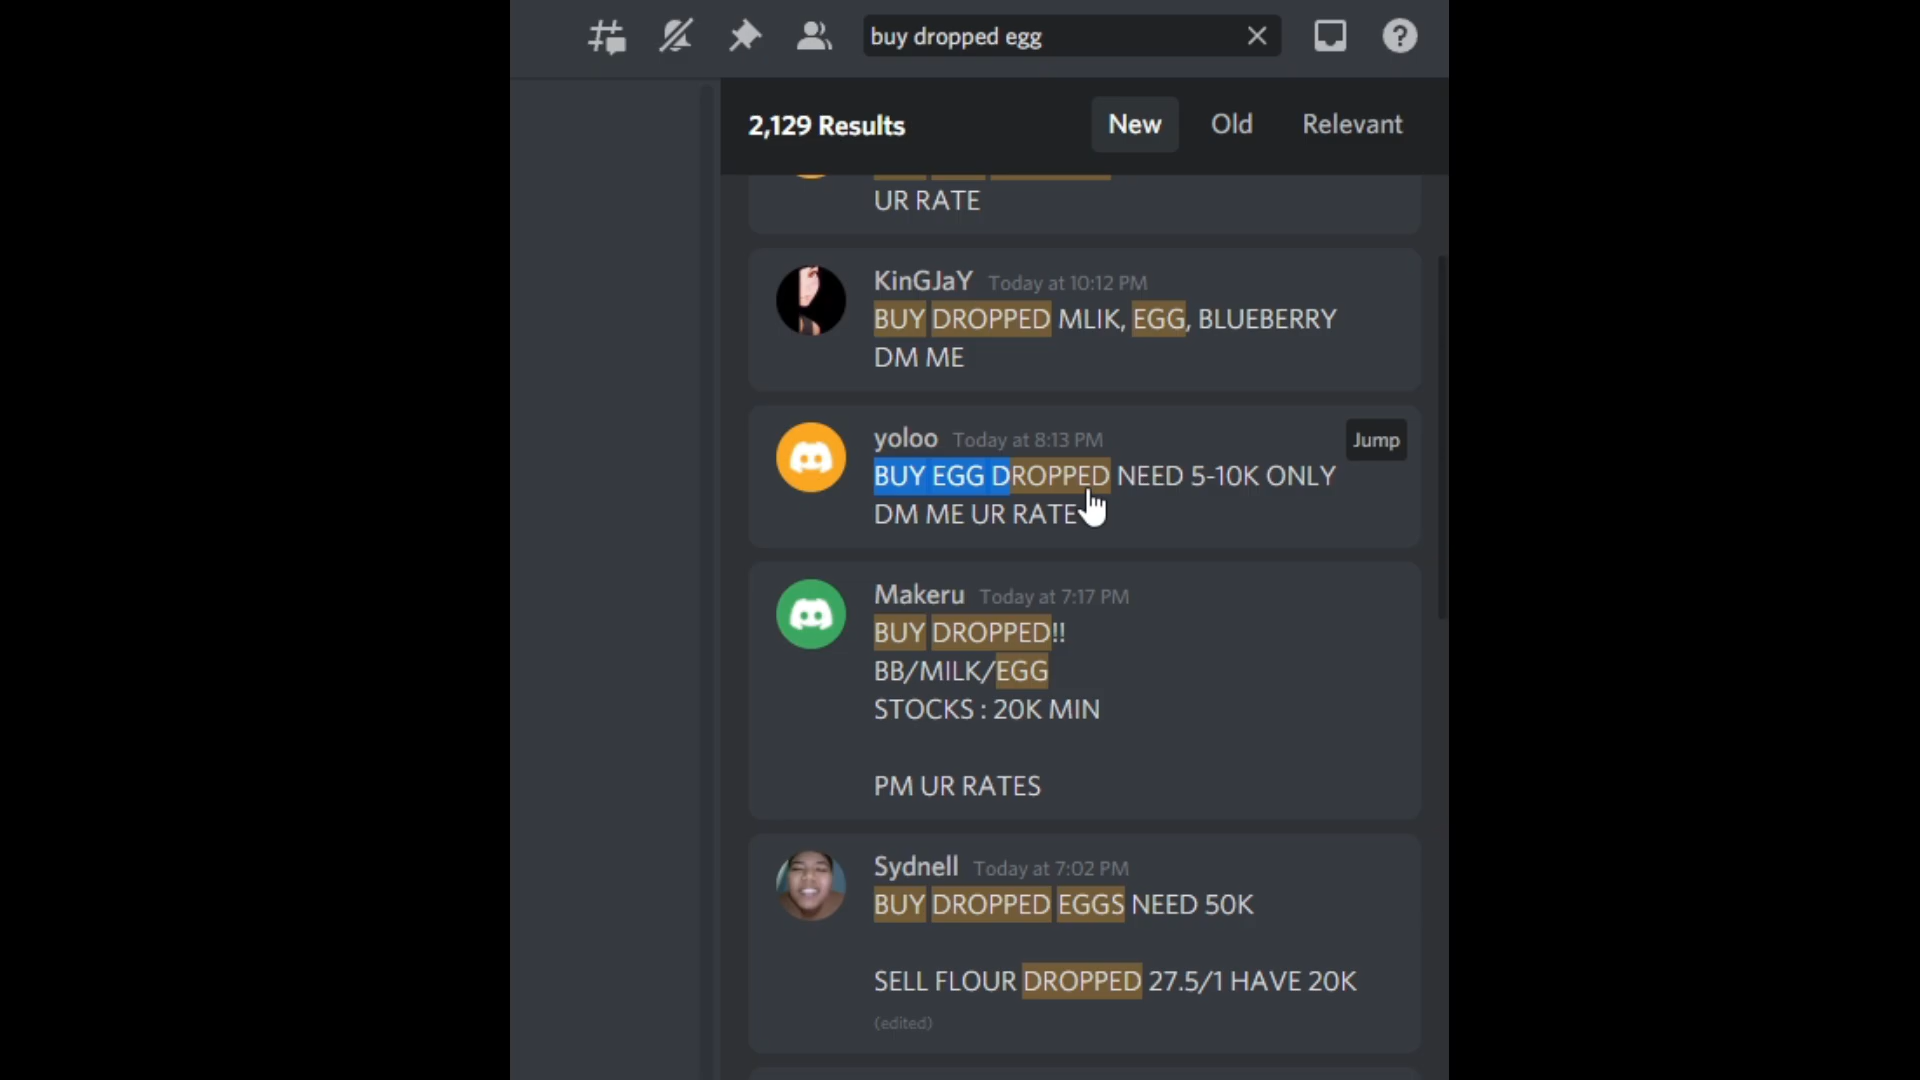 buy dropped egg
2,129 Results
New
Old
Relevant
UR RATE
KinGJaY Today at 10:12 PM
BUY DROPPED MLIK, EGG, BLUEBERRY
DM ME
yoloo Today at 8:13 PM
Jump
BUY EGG DROPPED NEED 5-10K ONLY
DM ME UR RATE
Makeru Today at 7:17 PM
BUY DROPPED!!
BB/MILK/EGG
STOCKS : 20K MIN
PM UR RATES
Sydnell Today at 7:02 PM
BUY DROPPED EGGS NEED 50K
SELL FLOUR DROPPED 27.5/1 HAVE 20K
(edited)